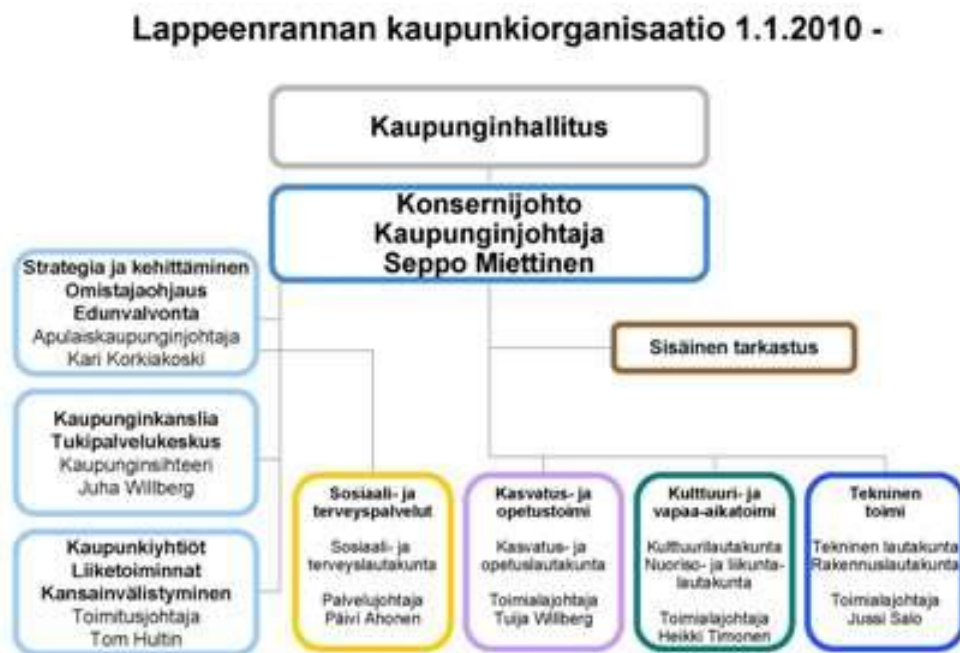 Lappeenrannan kaupunkiorganisaatio 1.1.2010 -
Kaupunginhallitus
Konsernijohto
Kaupunginjohtaja
Seppo Miettinen
Strategia ja kehittäminen
Omistajaohjaus
Edunvalvonta
Apulaiskaupunginjohtaja
Kari Korkiakoski
Sisäinen tarkastus
Kaupunginkanslia
Tukipalvelukeskus
Kaupunginsihteeri
Juha Willberg
Kaupunkiyhtiöt
Liiketoiminnat
Kansainvälistyminen
Toimitusjohtaja
Tom Hultin
Sosiaali- ja
terveyspalvelut
Sosiaali- ja
terveyslautakunta
Palvelujohtaja
Päivi Ahonen
Kasvatus- ja
opetustoimi
Kasvatus- ja
opetuslautakunta
Toimialajohtaja
Tuija Willberg
Kulttuuri- ja
vapaa-aikatoimi
Kulttuurilautakunta
Nuoriso- ja liikunta-
lautakunta
Toimialajohtaja
Heikki Timonen
Tekninen
toimi
Tekninen lautakunta
Rakennuslautakunta
Toimialajohtaja
Jussi Salo